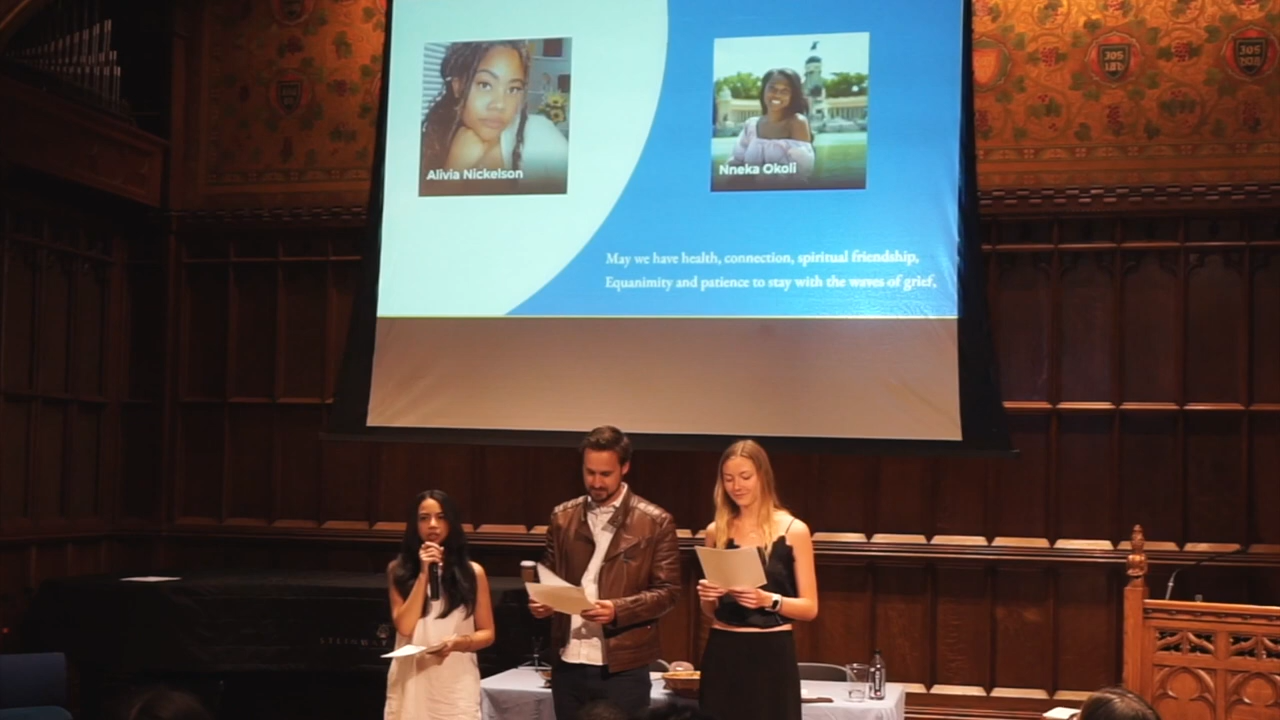 Alivia Nickelson
Nneka Okoli
May we have health, connection, spiritual friendship,
Equanimity and patience to stay with the waves of grief,
STEINWAY